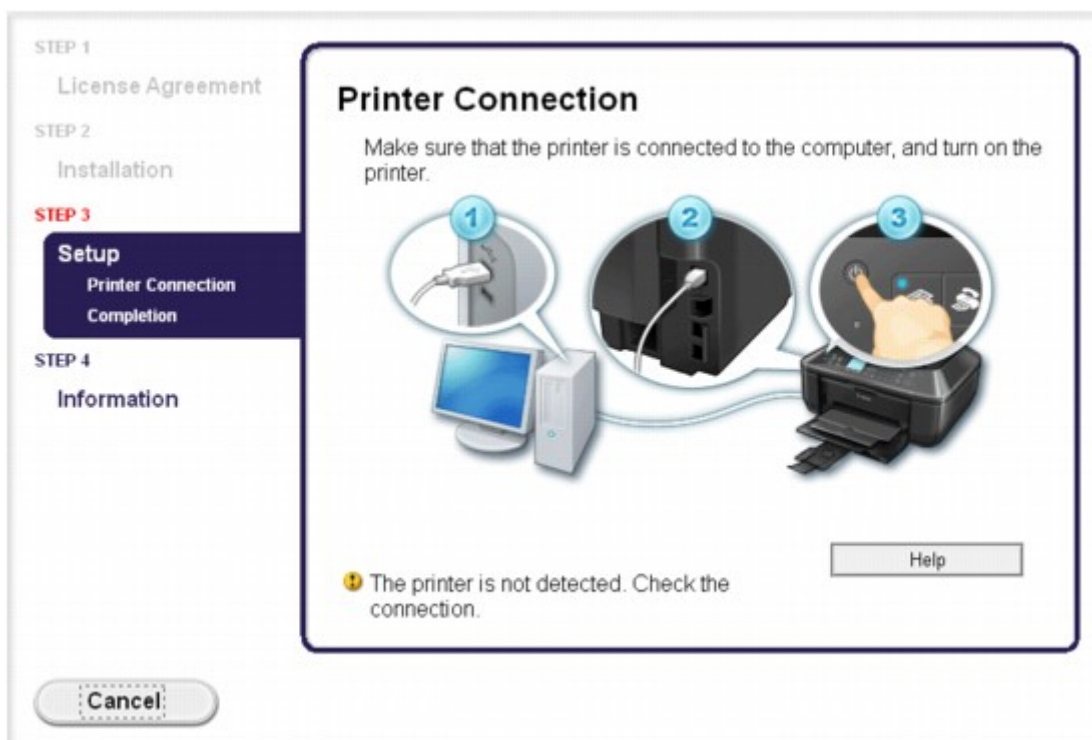 STEP 1
License Agreement
STEP 2
Installation
STEP 3
Setup
Printer Connection
Completion
STEP 4
Information
Printer Connection
Make sure that the printer is connected to the computer, and turn on the
printer.
1
2
3
Help
The printer is not detected. Check the
connection.
Cancel